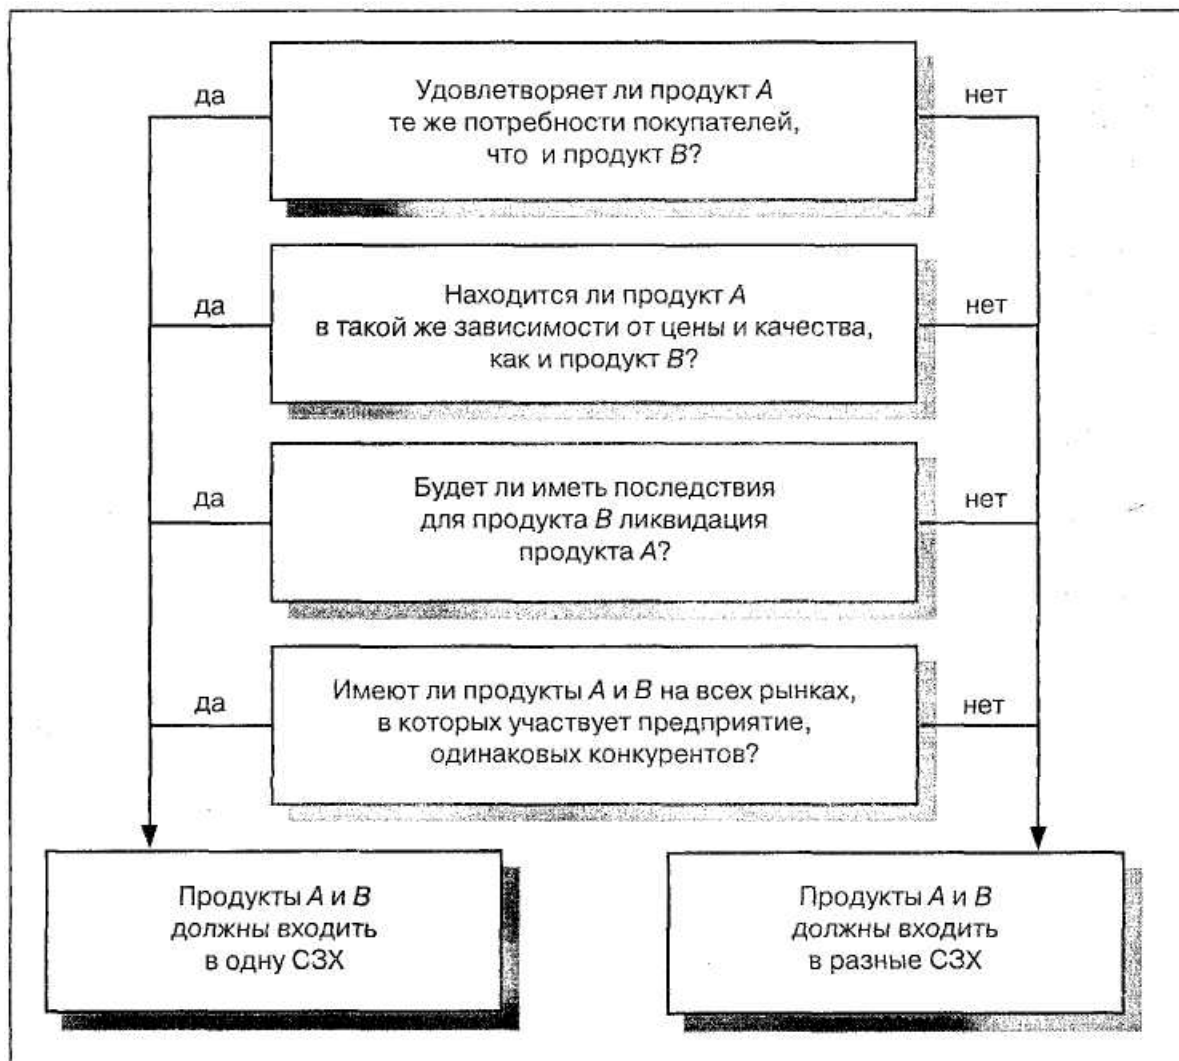 да
Удовлетворяет ли продукт А
те же потребности покупателей,
что и продукт В?
нет
да
Находится ли продукт А
в такой же зависимости от цены и качества,
как и продукт В?
нет
да
Будет ли иметь последствия
для продукта В ликвидация
продукта А?
нет
да
Имеют ли продукты А и В на всех рынках,
в которых участвует предприятие,
одинаковых конкурентов?
нет
Продукты А и В
должны входить
в одну СЗХ
Продукты А и В
должны входить
в разные СЗХ